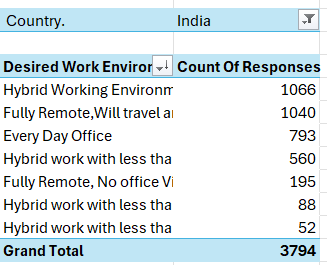 Country. India
Desired Work Environ Count Of Responses
Hybrid Working Environm 1066
Fully Remote,Will travel a 1040
Every Day Office 793
Hybrid work with less tha 560
Fully Remote, No office Vi 195
Hybrid work with less tha 88
Hybrid work with less tha 52
Grand Total 3794